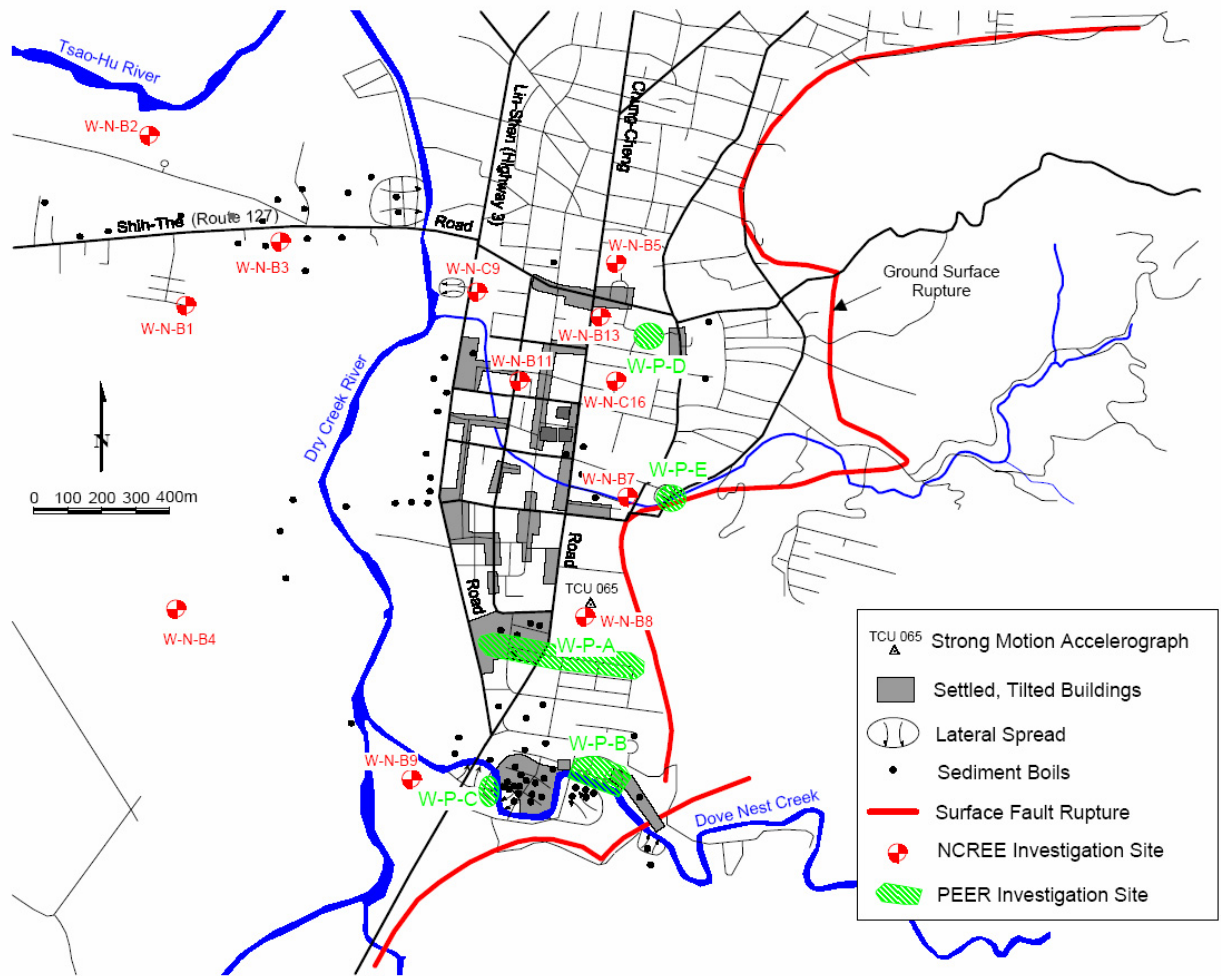 Tsao-Hu River
W-N-B2
Lin-Shan (Highway 3)
Chung-Cheng
Shih-The (Route 127)
Road
W-N-B3
W-N-C9
W-N-B5
Ground Surface
Rupture
W-N-B1
W-N-B13
W-N-B11
W-P-D
W-N-C16
Dry Creek River
N
W-P-E
W-N-B7
0 100 200 300 400m
Road
Road
TCU 065
W-N-B4
W-N-B8
W-P-A
W-P-B
W-N-B9
W-P-C
Dove Nest Creek
TCU 065 Strong Motion Accelerograph
Settled, Tilted Buildings
Lateral Spread
Sediment Boils
Surface Fault Rupture
NCREE Investigation Site
PEER Investigation Site